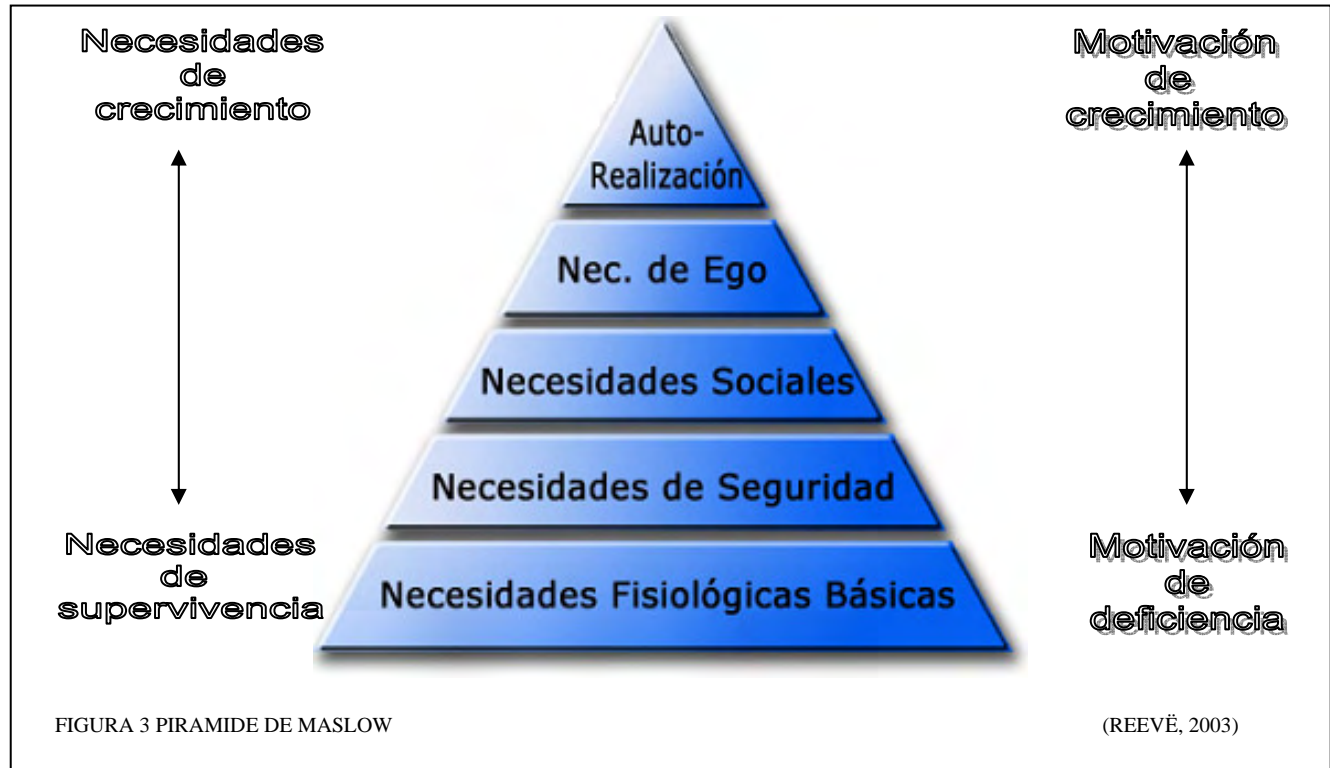 Necesidades
de
crecimiento
Motivación
de
crecimiento
Auto-
Realización
Nec. de Ego
Necesidades Sociales
Necesidades de Seguridad
Necesidades Fisiológicas Básicas
Necesidades
de
supervivencia
Motivación
de
deficiencia
FIGURA 3 PIRAMIDE DE MASLOW
(REEVË, 2003)